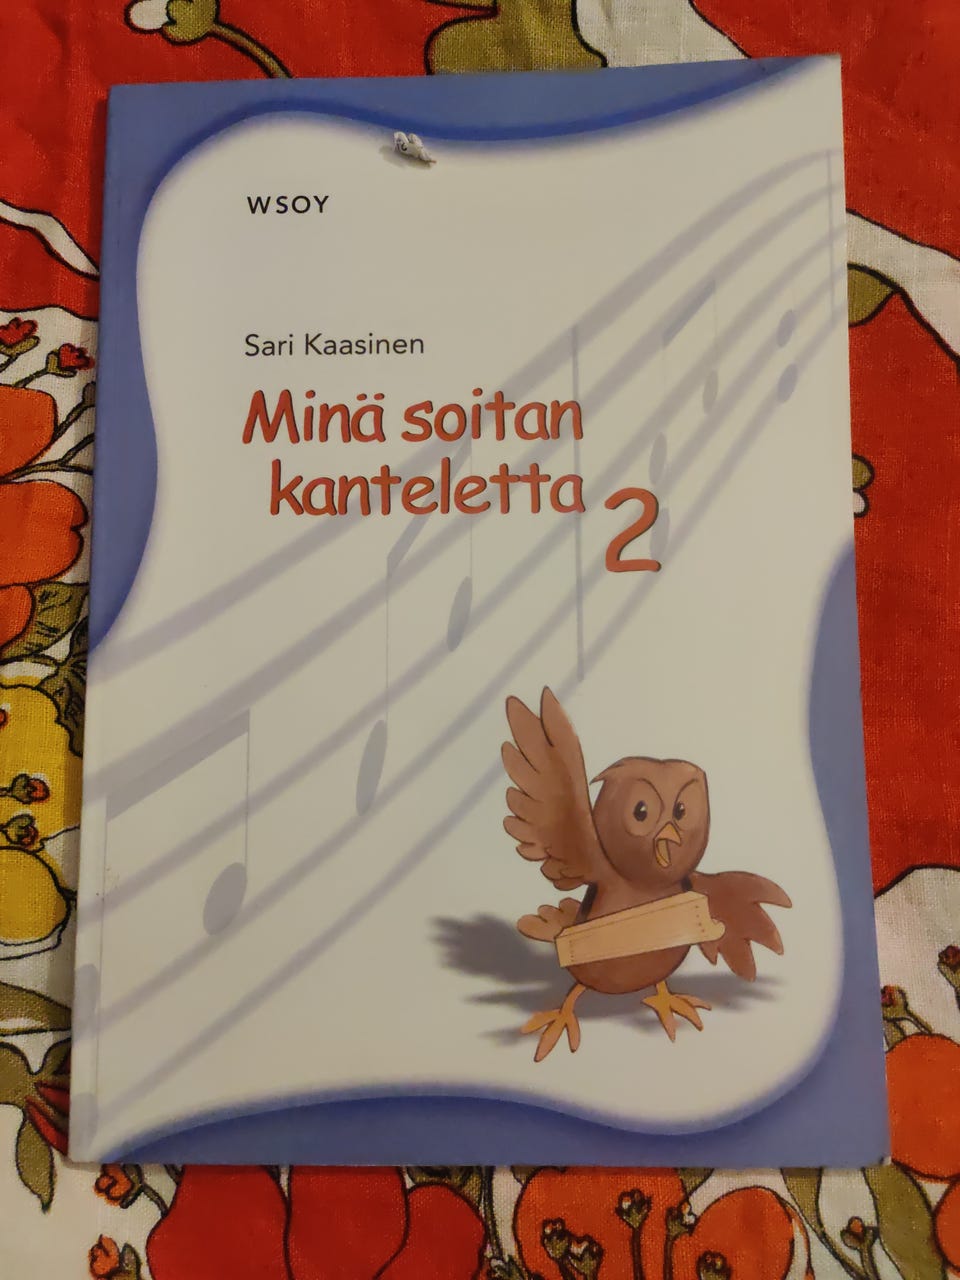 WSOY
Sari Kaasinen
Minä soitan
kanteletta 2